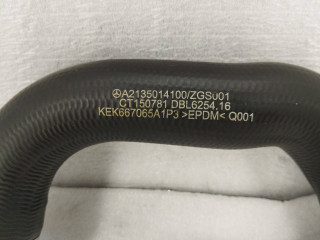 A2135014100/ZGS001
CT150781 DBL6254.16
KEK667065A1P3 >EPDM< Q001